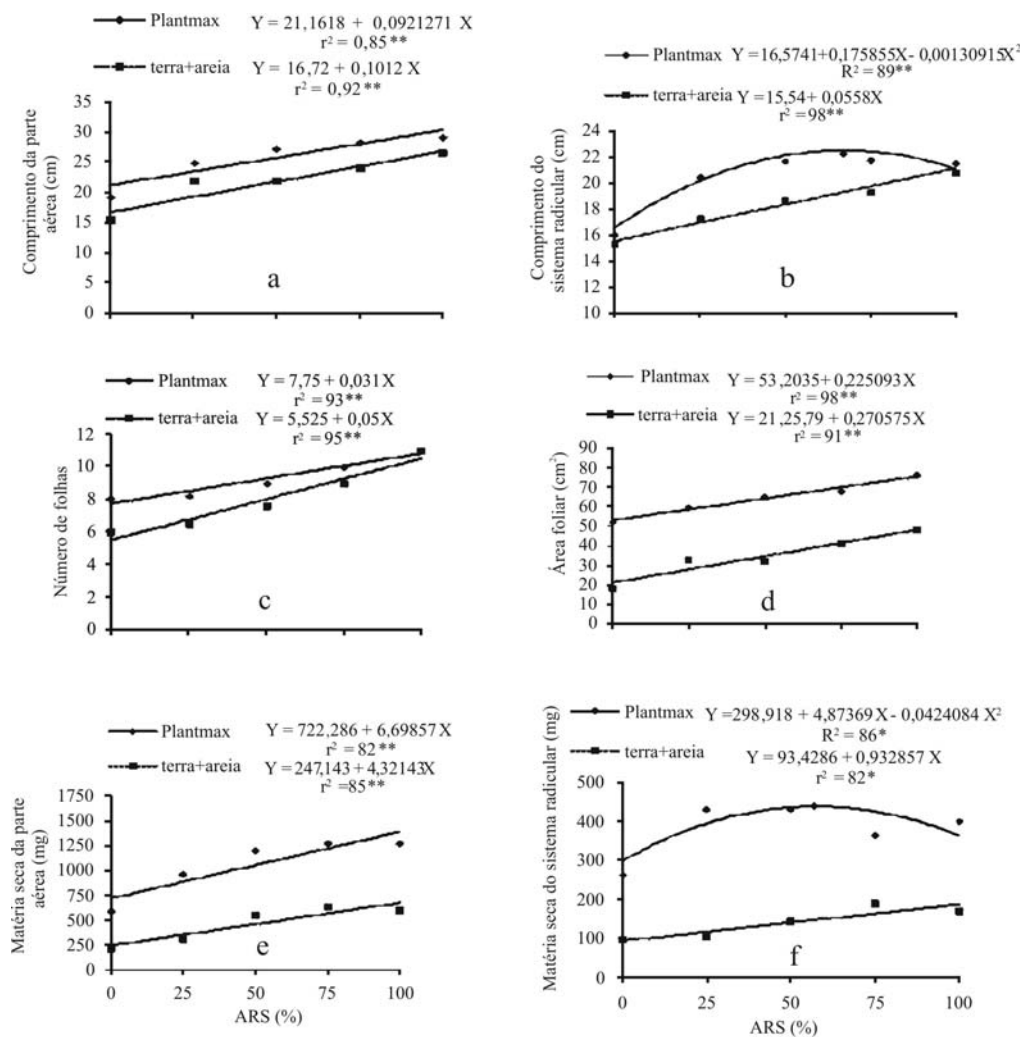 Plantmax Y = 21,1618 + 0,0921271 X
r² = 0,85**
terra+areia Y = 16,72 + 0,1012 X
r² = 0,92**
Comprimento da parte
aérea (cm)
35
30
25
20
15
10
5
0
a
Plantmax Y =16,5741+0,175855X- 0,00130915X²
R² = 89**
terra+areia Y =15,54+ 0,0558X
r² =98**
Comprimento do
sistema radicular (cm)
24
22
20
18
16
14
12
10
b
Plantmax Y = 7,75 + 0,031 X
r² = 93**
terra+areia Y = 5,525 + 0,05X
r² = 95**
Número de folhas
12
10
8
6
4
2
0
c
Plantmax Y = 53,2035+ 0,225093 X
r² = 98**
terra+areia Y = 21,25,79 + 0,270575X
r² = 91**
Área foliar (cm²)
90
80
70
60
50
40
30
20
10
0
d
Plantmax Y = 722,286 + 6,69857 X
r² = 82**
terra+areia Y = 247,143 + 4,32143X
r² =85**
Matéria seca da parte
aérea (mg)
1750
1500
1250
1000
750
500
250
0
e
0 25 50 75 100
ARS (%)
Plantmax Y =298,918 + 4,87369 X - 0,0424084 X²
R² = 86*
terra+areia Y = 93,4286 + 0,932857 X
r² = 82*
Matéria seca do sistema radicular (mg)
500
400
300
200
100
0
f
0 25 50 75 100
ARS (%)